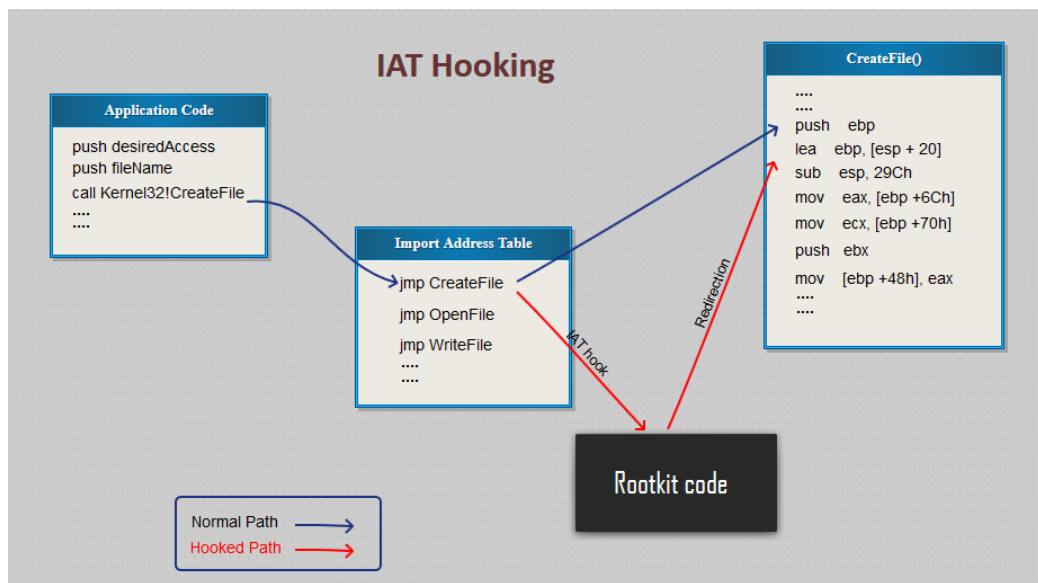 IAT Hooking
Application Code
push desiredAccess
push fileName
call Kernel32!CreateFile
....
....
Import Address Table
jmp CreateFile
jmp OpenFile
jmp WriteFile
....
....
CreateFile()
....
....
push ebp
lea ebp, [esp + 20]
sub esp, 29Ch
mov eax, [ebp +6Ch]
mov ecx, [ebp +70h]
push ebx
mov [ebp +48h], eax
....
....
IAT hook
Redirection
Rootkit code
Normal Path
Hooked Path